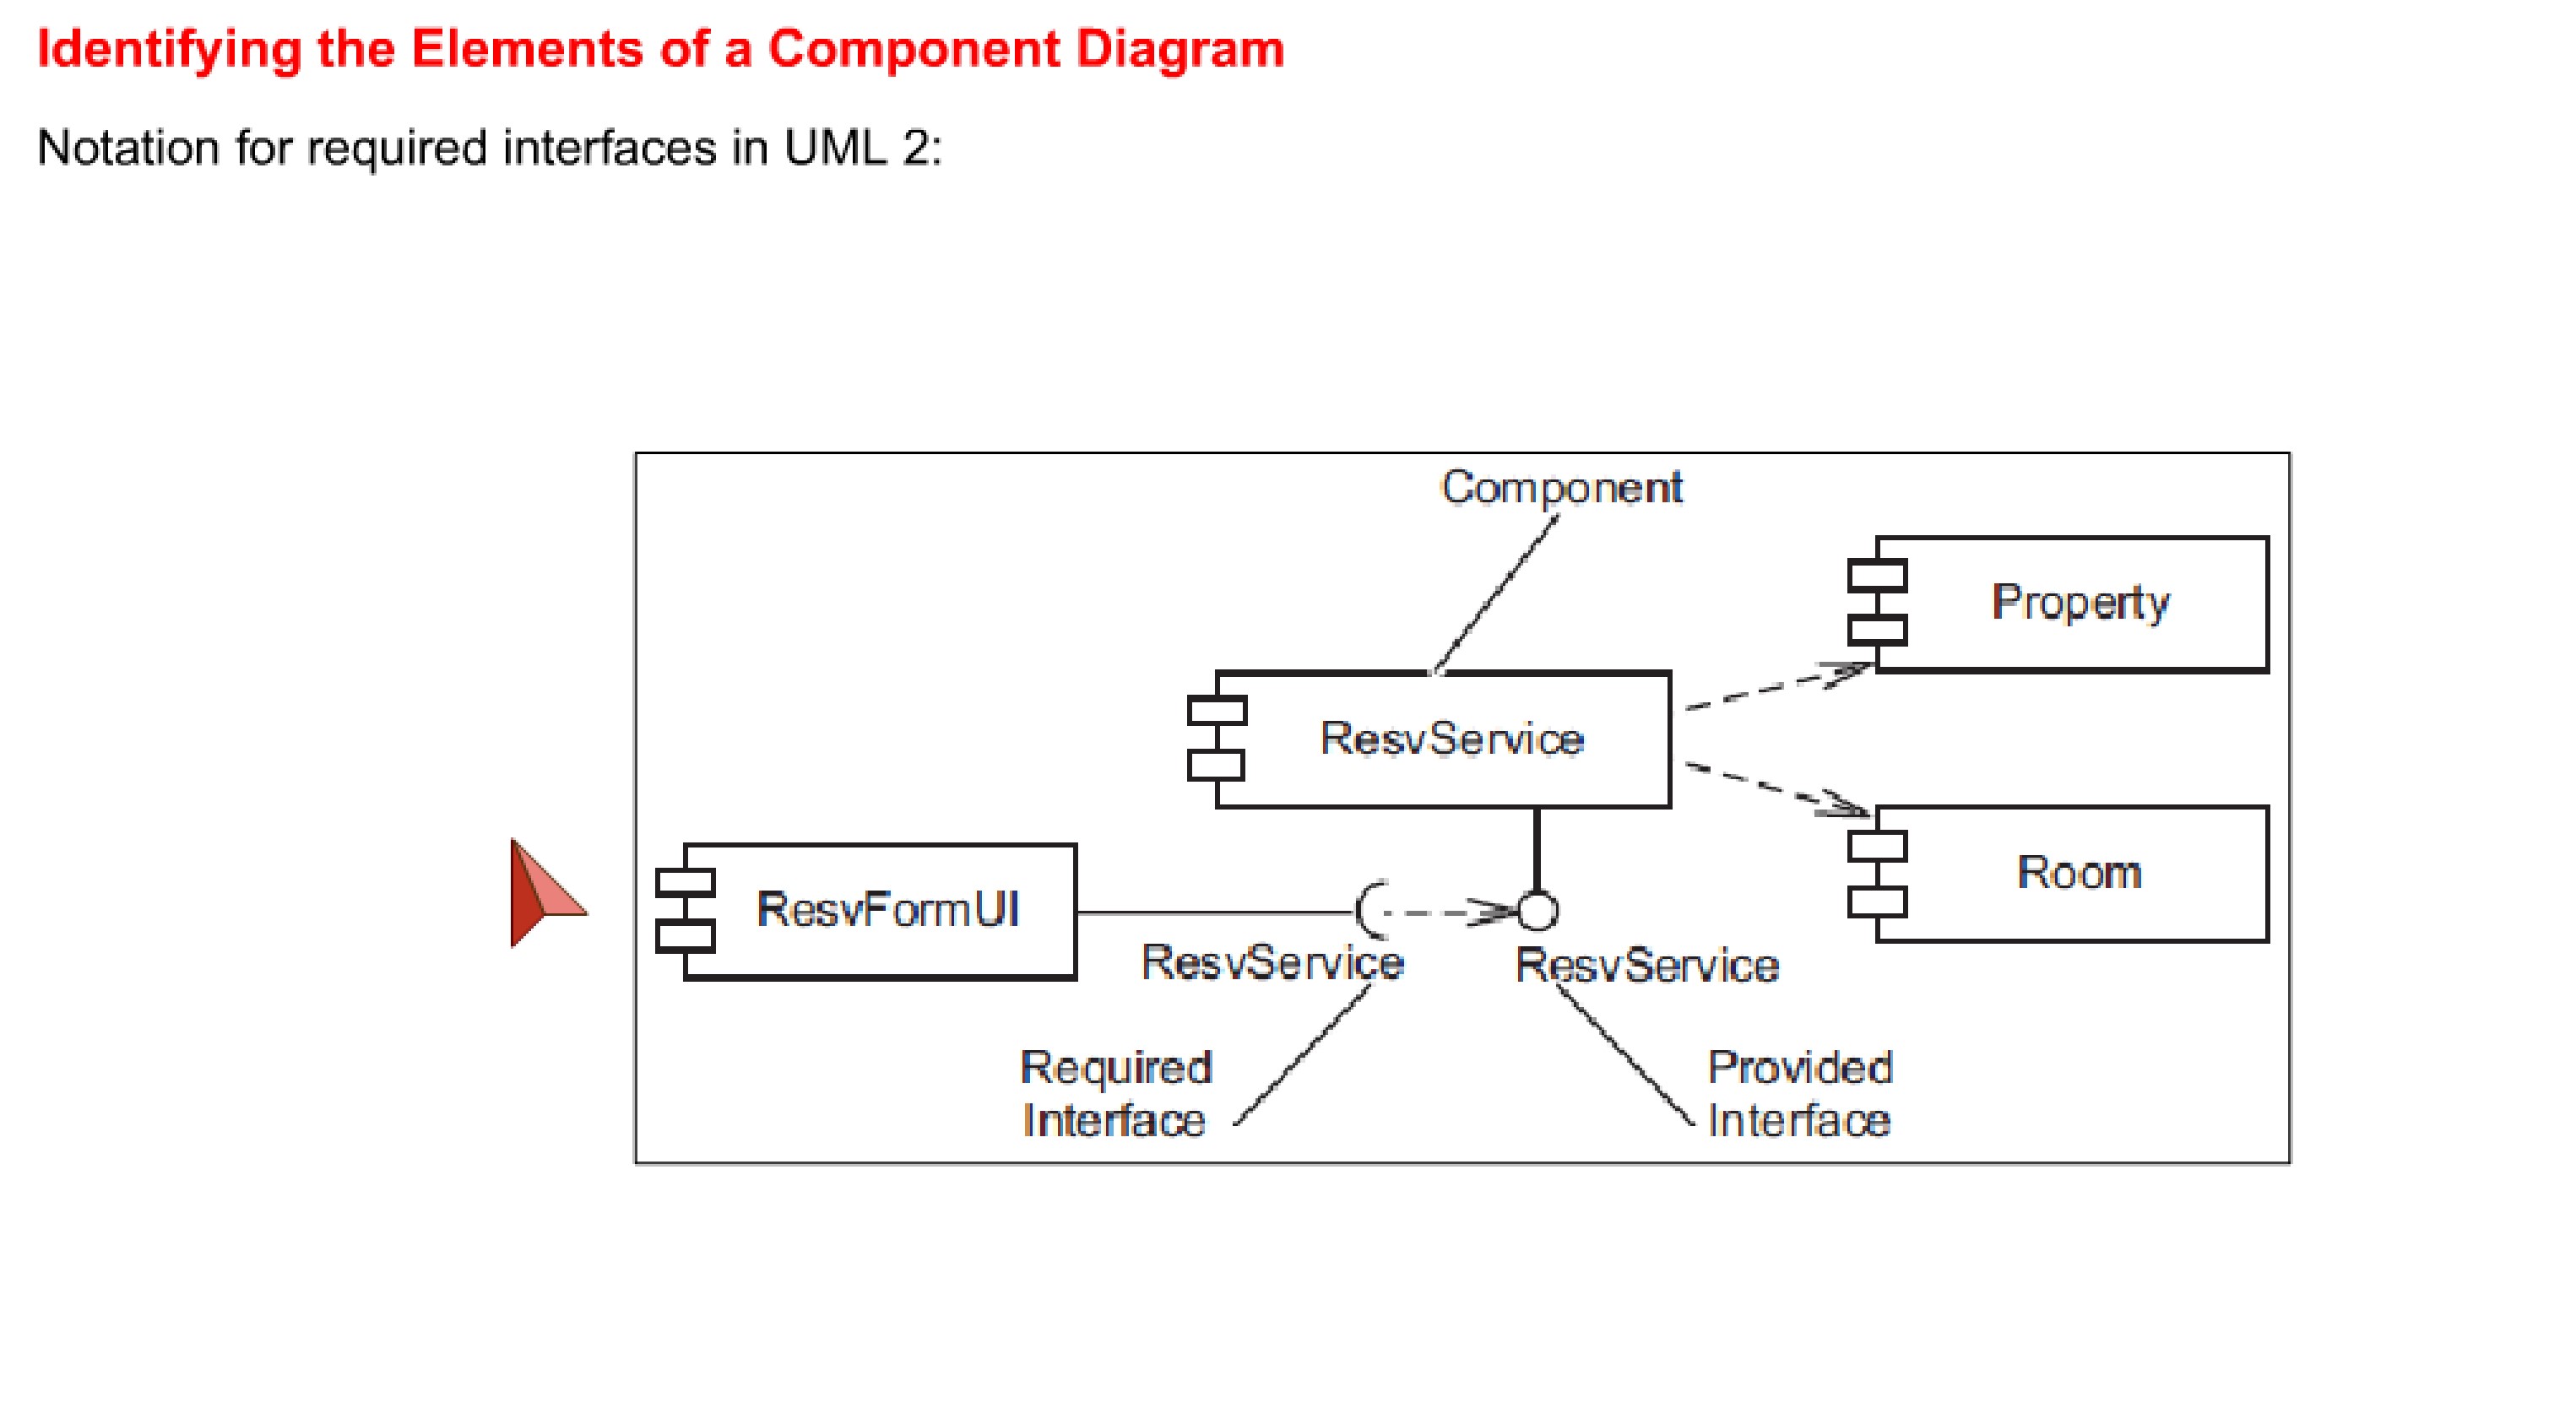 Identifying the Elements of a Component Diagram
Notation for required interfaces in UML 2:
Component
Property
ResvService
Room
ResvFormUI
ResvService
ResvService
Required
Interface
Provided
Interface